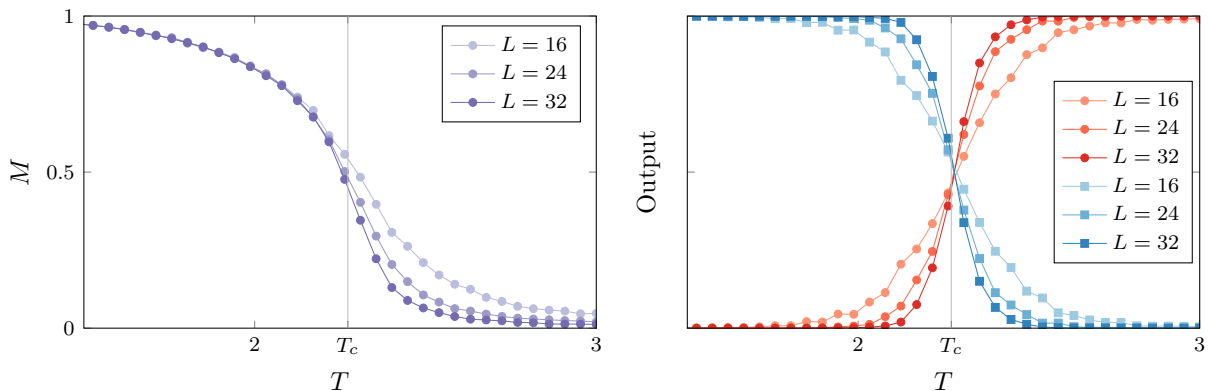 1
0.5
0
M
2
T_c
3
T
L = 16
L = 24
L = 32
Output
2
T_c
3
T
L = 16
L = 24
L = 32
L = 16
L = 24
L = 32